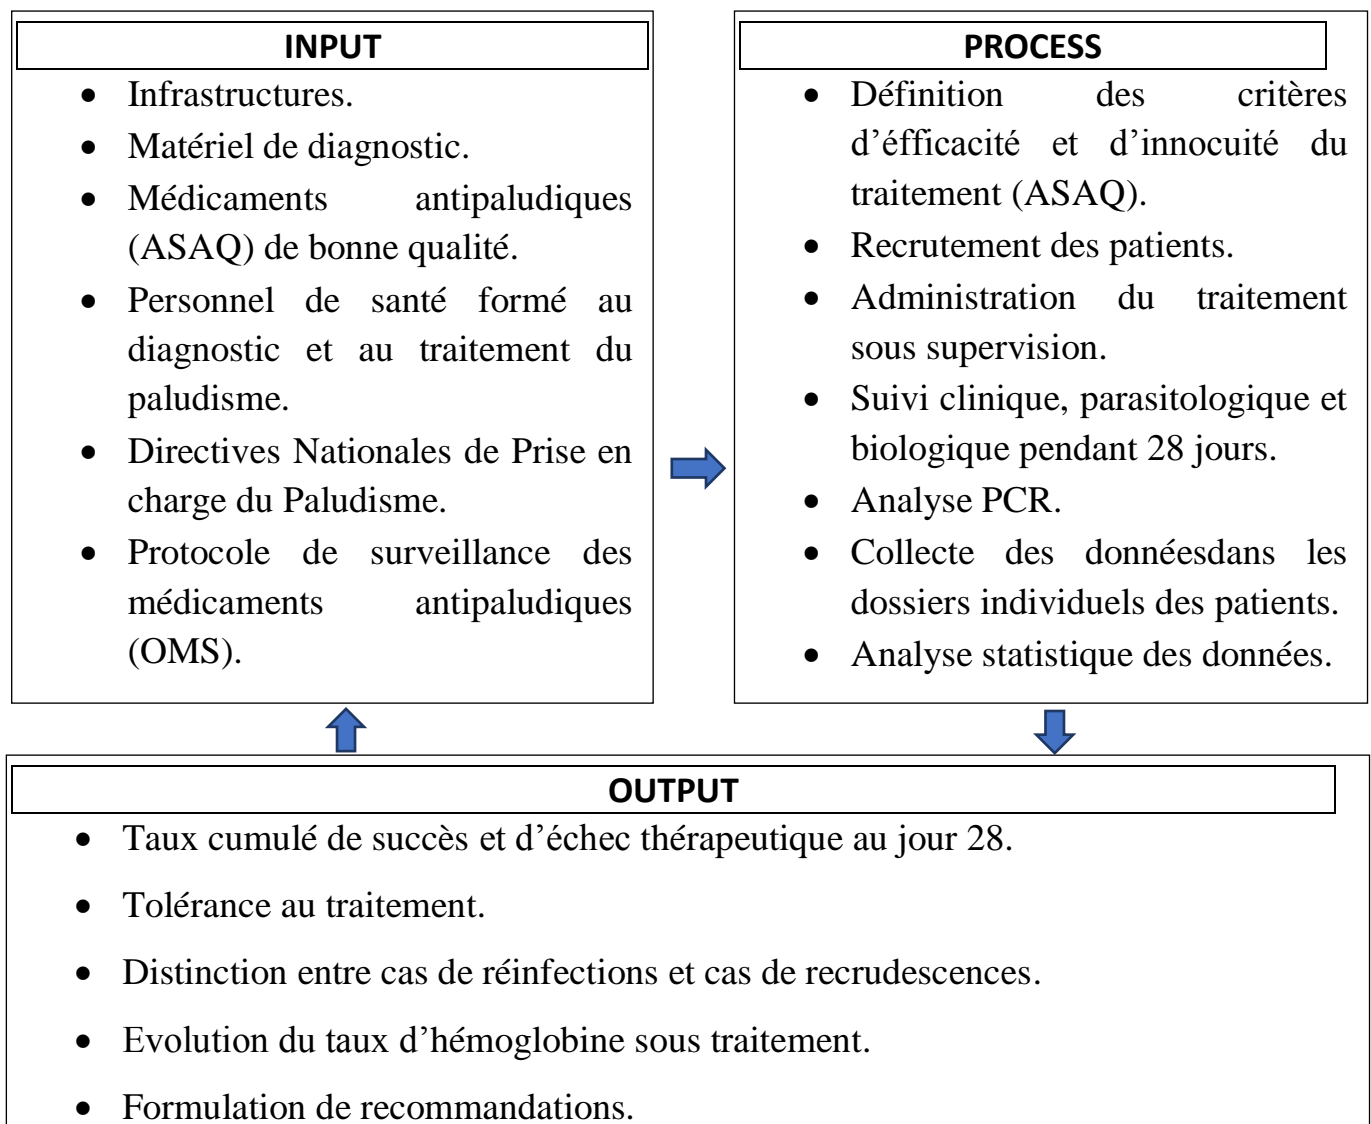 INPUT
• Infrastructures.
• Matériel de diagnostic.
• Médicaments antipaludiques
(ASAQ) de bonne qualité.
• Personnel de santé formé au
diagnostic et au traitement du
paludisme.
• Directives Nationales de Prise en
charge du Paludisme.
• Protocole de surveillance des
médicaments antipaludiques
(OMS).
PROCESS
• Définition des critères
d’éfficacité et d’innocuité du
traitement (ASAQ).
• Recrutement des patients.
• Administration du traitement
sous supervision.
• Suivi clinique, parasitologique et
biologique pendant 28 jours.
• Analyse PCR.
• Collecte des donnéesdans les
dossiers individuels des patients.
• Analyse statistique des données.
OUTPUT
• Taux cumulé de succès et d’échec thérapeutique au jour 28.
• Tolérance au traitement.
• Distinction entre cas de réinfections et cas de recrudescences.
• Evolution du taux d’hémoglobine sous traitement.
• Formulation de recommandations.